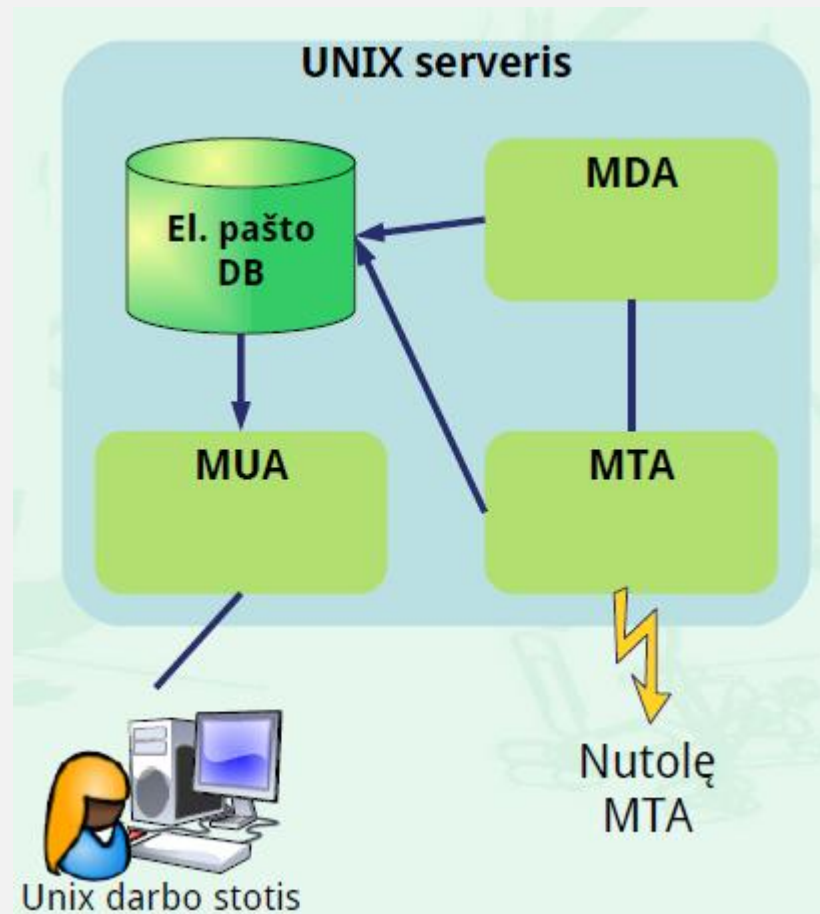 UNIX serveris
El. pašto
DB
MDA
MUA
MTA
Nutolę
MTA
Unix darbo stotis